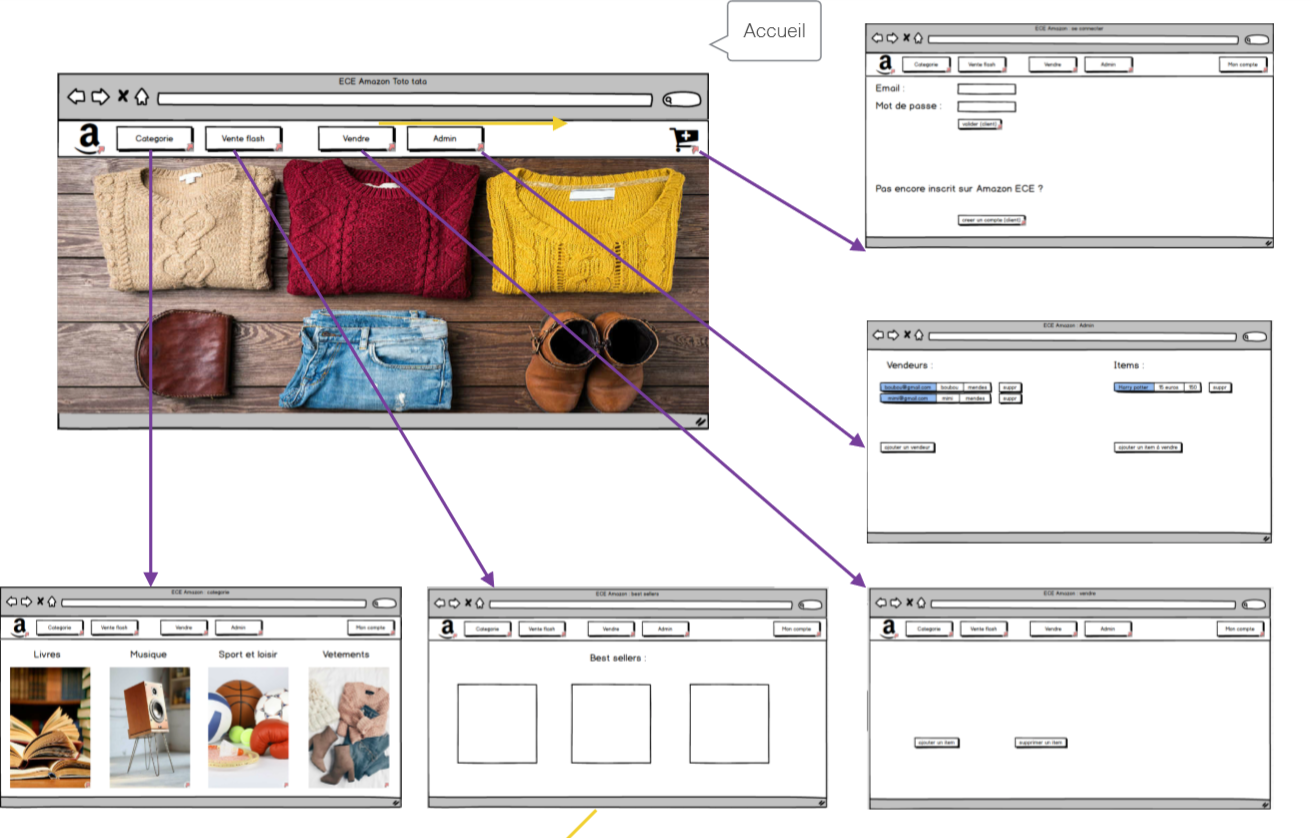 Accueil
ECE Amazon Toto tata
a
Categorie
Vente flash
Vendre
Admin
ECE Amazon : se connecter
a
Categorie
Vente flash
Vendre
Admin
Mon compte
Email :
Mot de passe :
valider (client)
Pas encore inscrit sur Amazon ECE ?
creer un compte (client)
ECE Amazon : Admin
Vendeurs :
Items :
boubou@gmail.com boubou mendes suppr
mimi@gmail.com mimi mendes suppr
Harry potter 15 euros 150 suppr
ajouter un vendeur
ajouter un item à vendre
ECE Amazon : categorie
a
Categorie
Vente flash
Vendre
Admin
Mon compte
Livres
Musique
Sport et loisir
Vetements
ECE Amazon : best sellers
a
Categorie
Vente flash
Vendre
Admin
Mon compte
Best sellers :
ECE Amazon : vendre
a
Categorie
Vente flash
Vendre
Admin
Mon compte
ajouter un item
supprimer un item